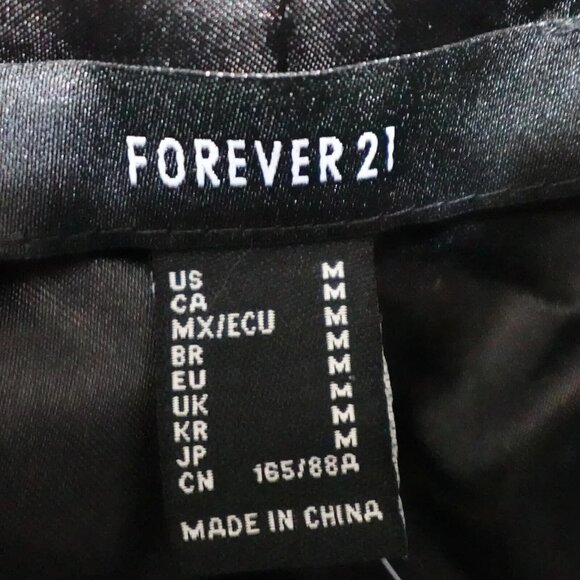 FOREVER 21
US M
CA M
MX/ECU M
BR M
EU M
UK M
KR M
JP M
CN 165/88A
MADE IN CHINA